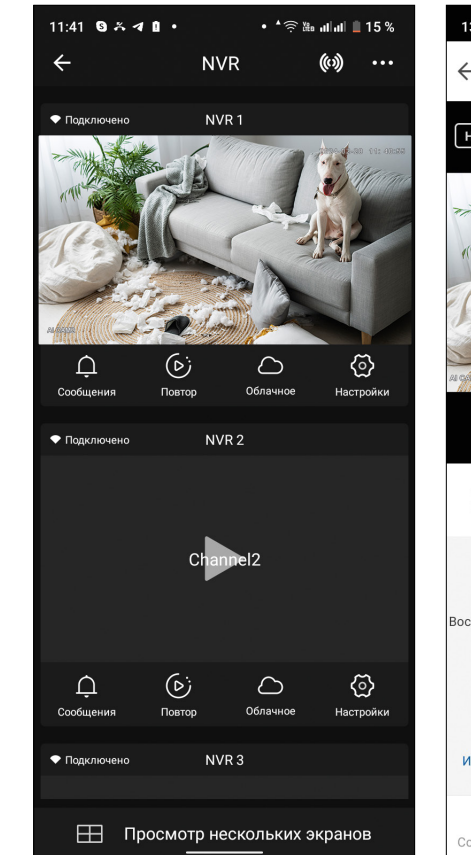 11:41
15 %
NVR
Подключено
NVR 1
Сообщения
Повтор
Облачное
Настройки
Подключено
NVR 2
Channel2
Сообщения
Повтор
Облачное
Настройки
Подключено
NVR 3
Просмотр нескольких экранов